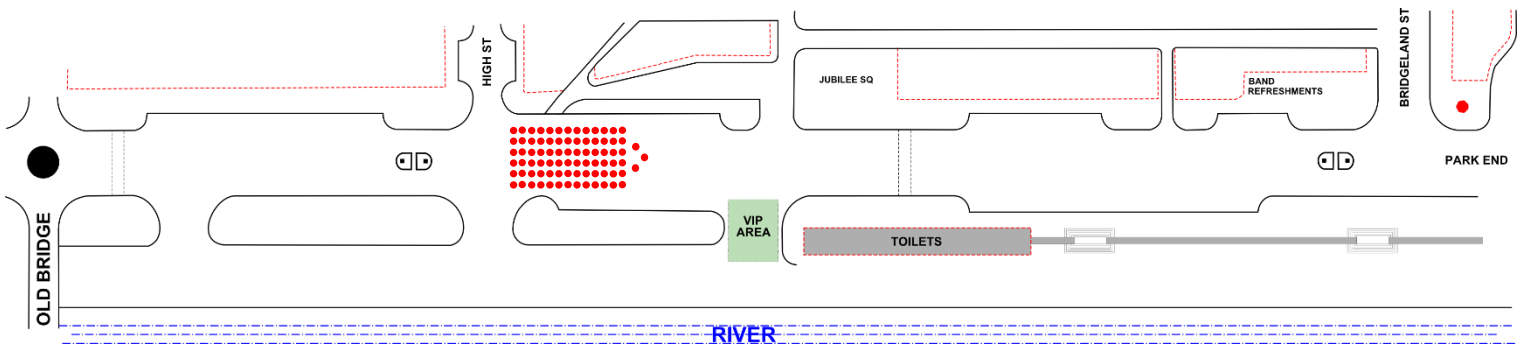 HIGH ST
BRIDGELAND ST
JUBILEE SQ
BAND
REFRESHMENTS
PARK END
OLD BRIDGE
VIP
AREA
TOILETS
RIVER